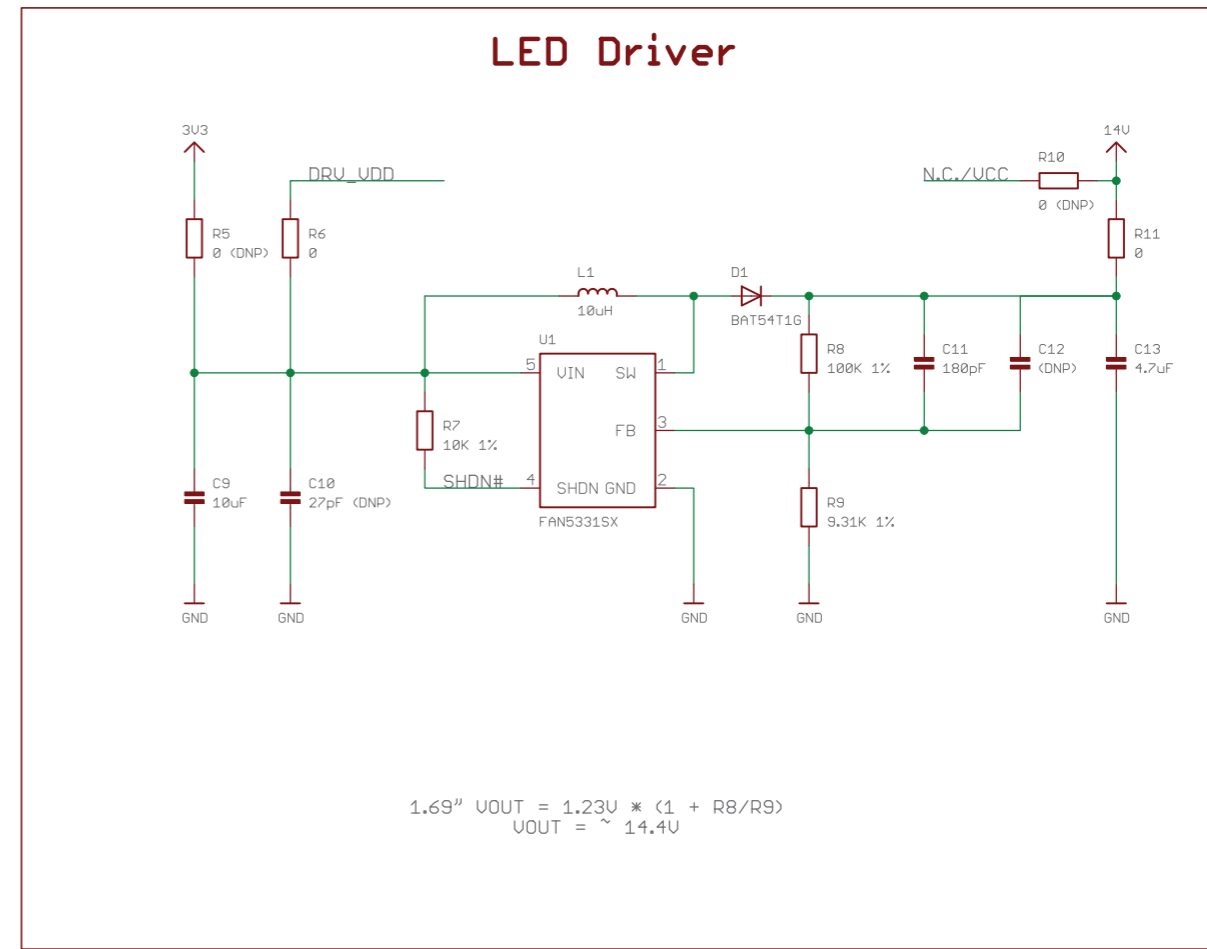 LED Driver
3V3
14V
DRV_VDD
N.C./VCC
R10
0 (DNP)
R5
0 (DNP)
R6
0
R11
0
L1
10uH
D1
BAT54T1G
U1
5
VIN
SW
1
R8
100K 1%
C11
180pF
C12
(DNP)
C13
4.7uF
R7
10K 1%
FB
3
SHDN#
4
SHDN
GND
2
FAN5331SX
C9
10uF
C10
27pF (DNP)
R9
9.31K 1%
GND
GND
GND
GND
GND
1.69" VOUT = 1.23V * (1 + R8/R9)
VOUT = ~ 14.4V